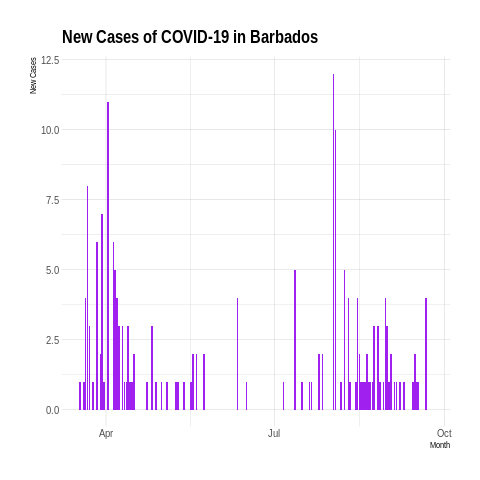 New Cases of COVID-19 in Barbados
New Cases
12.5
10.0
7.5
5.0
2.5
0.0
Apr
Jul
Oct
Month